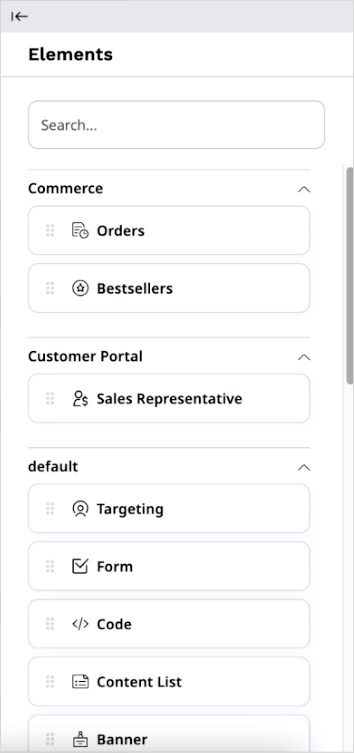 Elements
Search...
Commerce
Orders
Bestsellers
Customer Portal
Sales Representative
default
Targeting
Form
Code
Content List
Banner